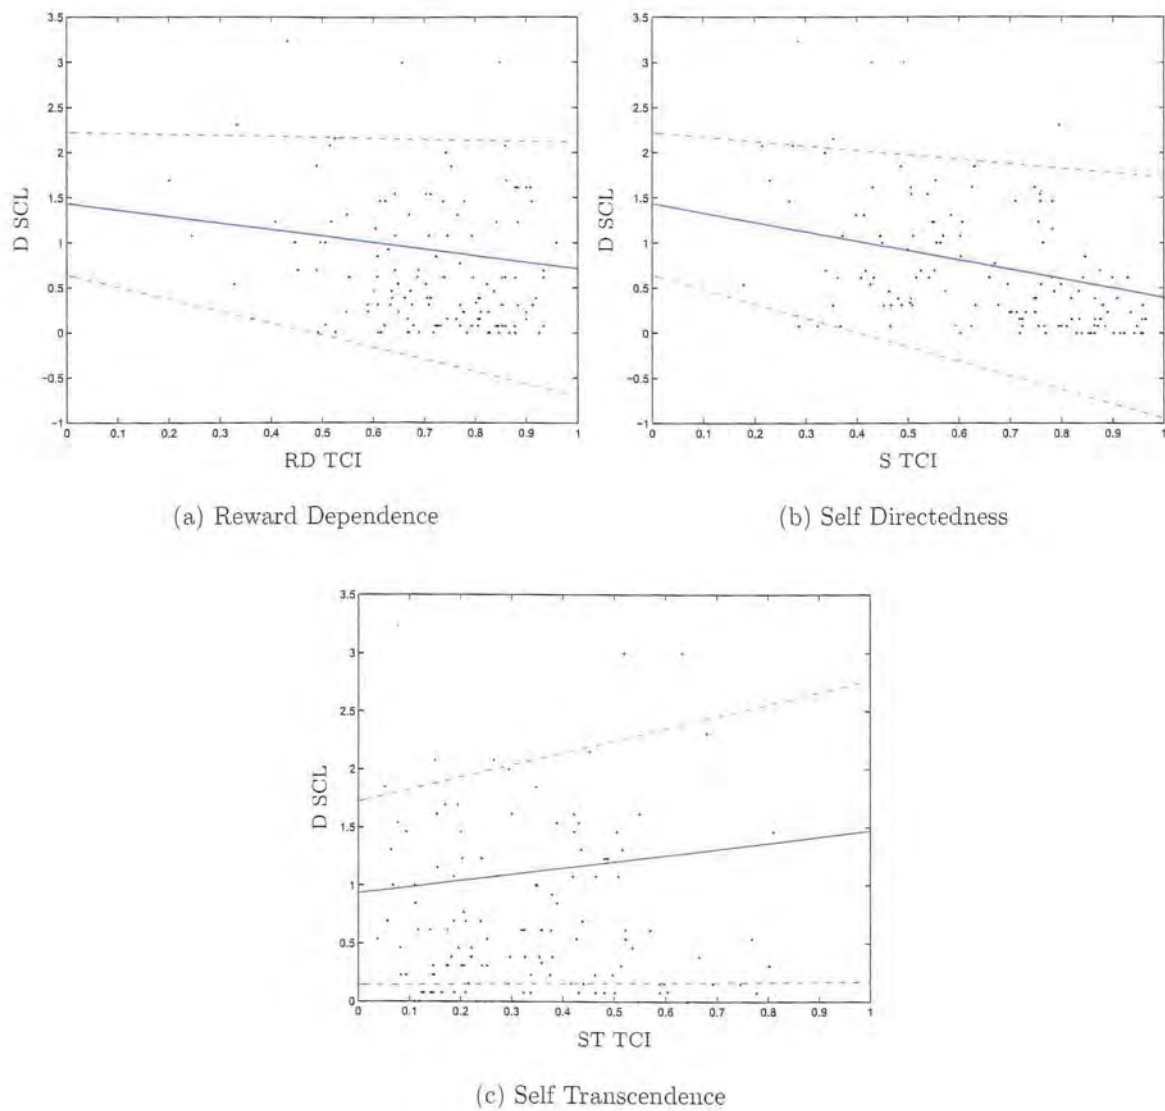 3.5
3
2.5
2
1.5
1
0.5
0
−0.5
−1
D SCL
0 0.1 0.2 0.3 0.4 0.5 0.6 0.7 0.8 0.9 1
RD TCI
(a) Reward Dependence
3.5
3
2.5
2
1.5
1
0.5
0
−0.5
−1
D SCL
0 0.1 0.2 0.3 0.4 0.5 0.6 0.7 0.8 0.9 1
S TCI
(b) Self Directedness
3.5
3
2.5
2
1.5
1
0.5
0
D SCL
0 0.1 0.2 0.3 0.4 0.5 0.6 0.7 0.8 0.9 1
ST TCI
(c) Self Transcendence